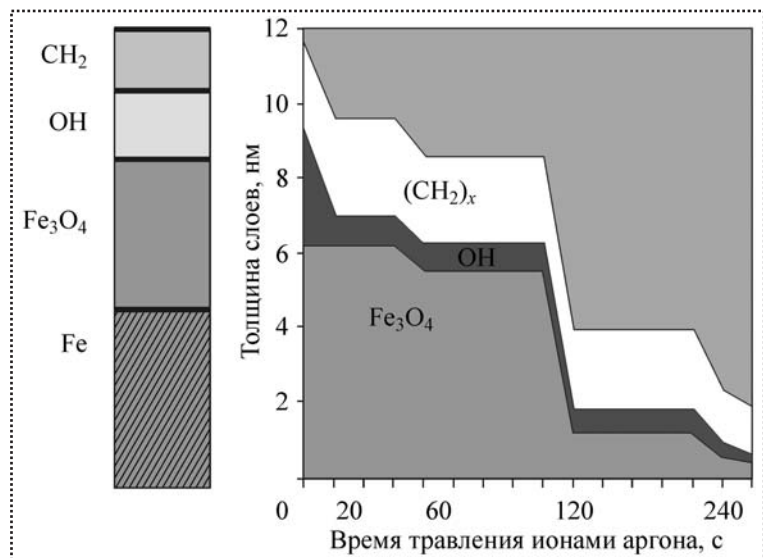 CH2
OH
Fe3O4
Fe
Толщина слоев, нм
12
10
8
6
4
2
(CH2)x
OH
Fe3O4
0 20 60 120 240
Время травления ионами аргона, с